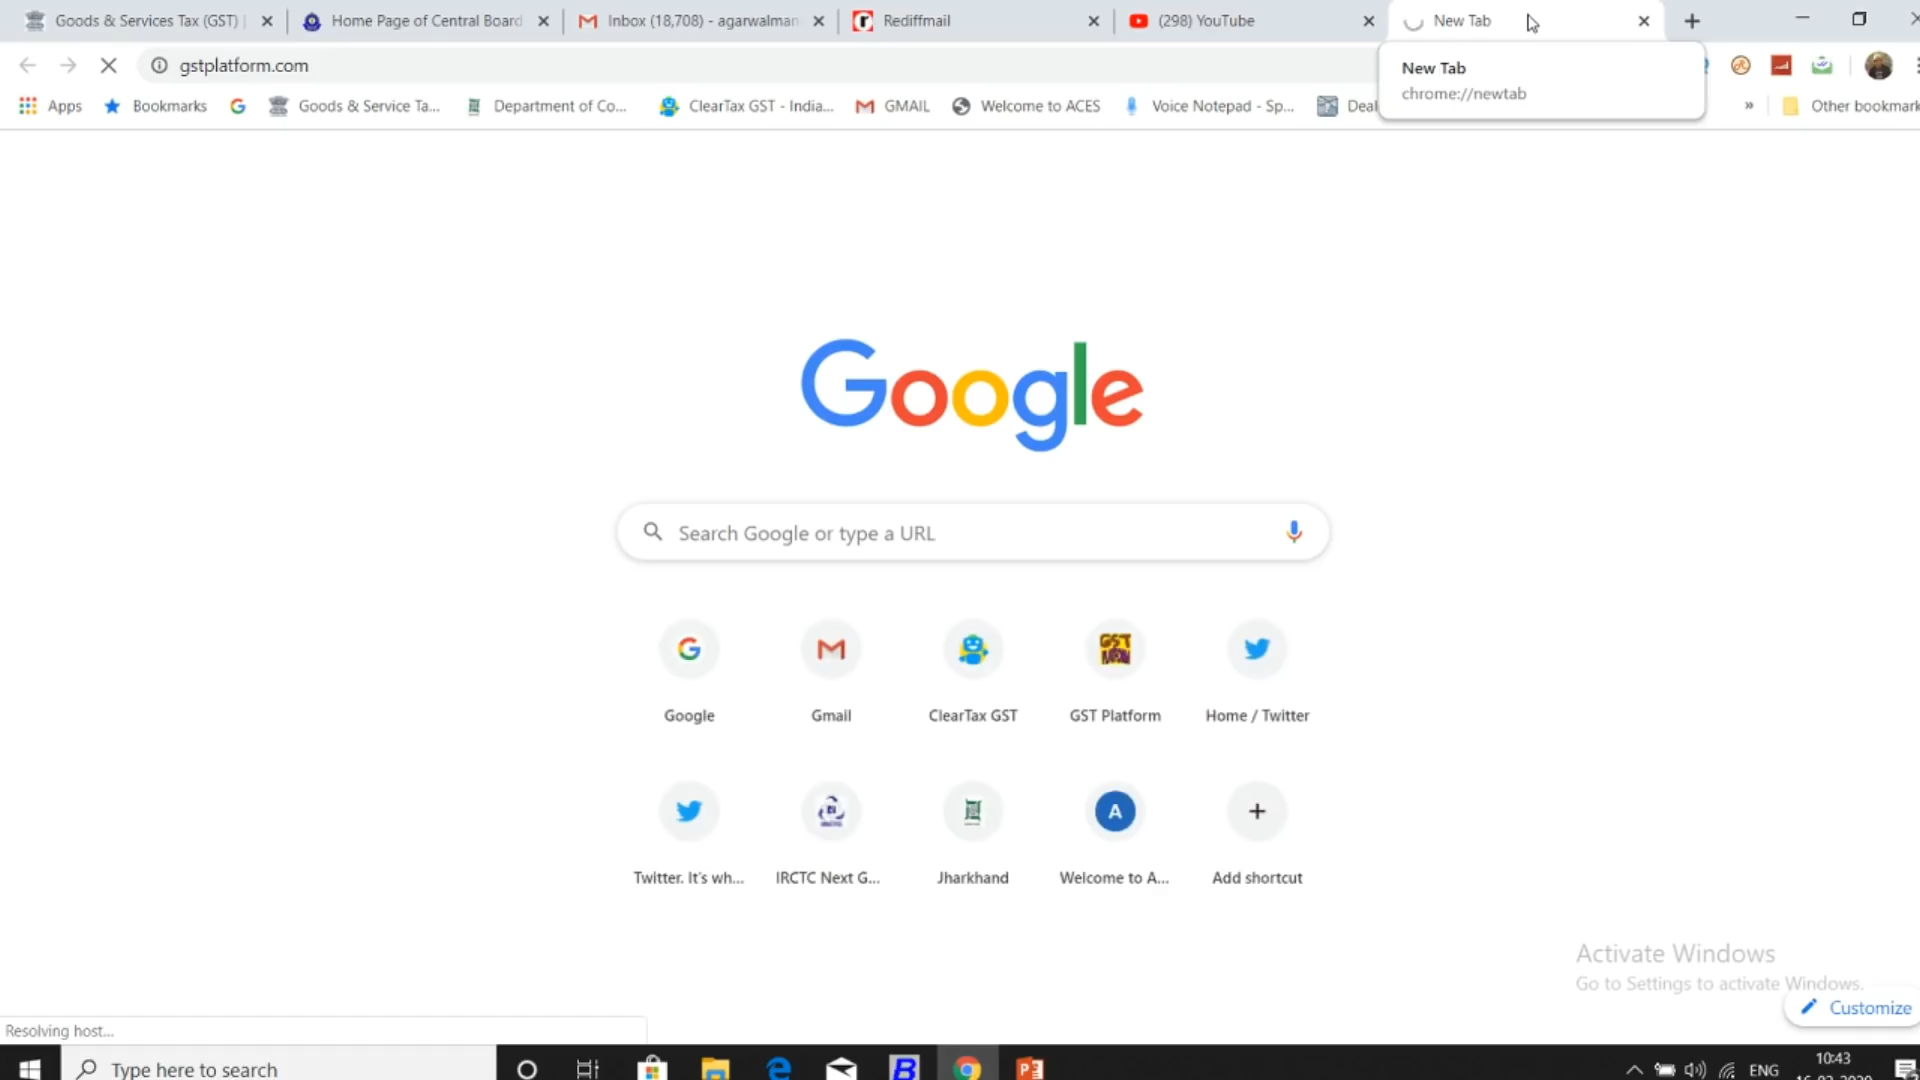 Goods & Services Tax (GST) |
Home Page of Central Board
Inbox (18,708) - agarwalman
Rediffmail
(298) YouTube
New Tab
gstplatform.com
New Tab
chrome://newtab
Apps
Bookmarks
Goods & Service Ta...
Department of Co...
ClearTax GST - India...
GMAIL
Welcome to ACES
Voice Notepad - Sp...
Deal
»
Other bookmark
Google
Search Google or type a URL
GST
Google
Gmail
ClearTax GST
GST Platform
Home / Twitter
A
Twitter. It's wh...
IRCTC Next G...
Jharkhand
Welcome to A...
Add shortcut
Activate Windows
Go to Settings to activate Windows.
Customize
Resolving host...
Type here to search
ENG
10:43